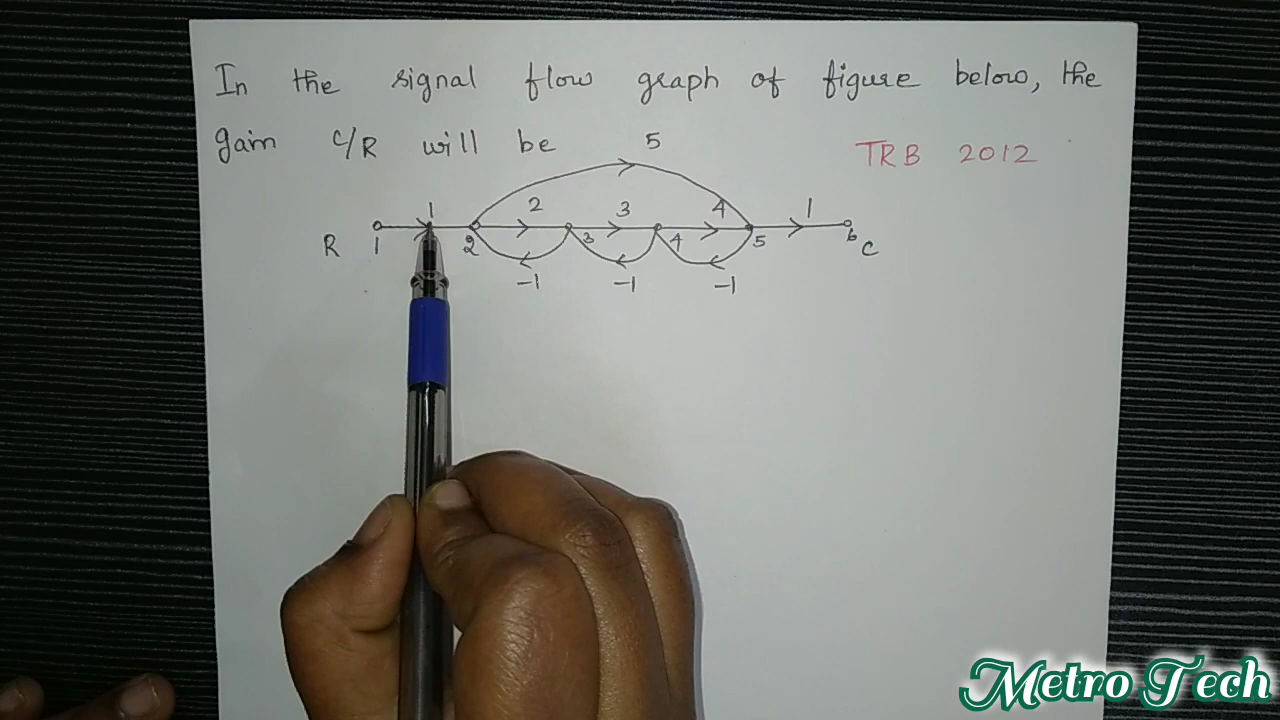 In the signal flow graph of figure below, the
gain C/R will be
TRB 2012
5
1 2 3 4 1
R 1 2 3 4 5 6 C
-1 -1 -1
Metro Tech